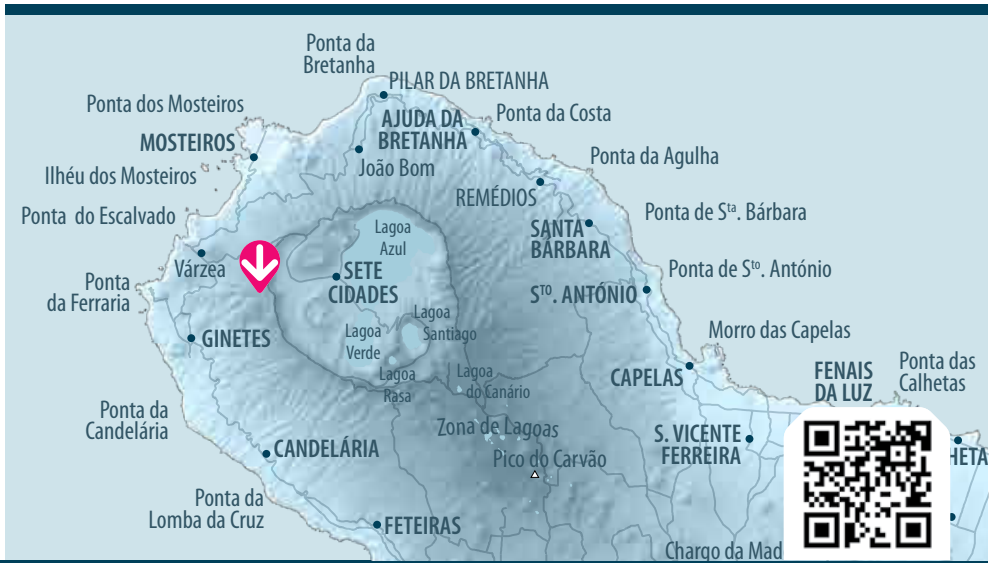 Ponta da
Bretanha
PILAR DA BRETANHA
Ponta dos Mosteiros
AJUDA DA
BRETANHA
Ponta da Costa
MOSTEIROS
João Bom
Ponta da Agulha
Ilhéu dos Mosteiros
REMÉDIOS
Ponta do Escalvado
Lagoa
Azul
SANTA
BÁRBARA
Ponta de Sta. Bárbara
Várzea
SETE
CIDADES
Ponta de Sto. António
Ponta
da Ferraria
STO. ANTÓNIO
GINETES
Lagoa
Verde
Lagoa
Santiago
Morro das Capelas
Lagoa
Rasa
Lagoa
do Canário
CAPELAS
FENAIS
DA LUZ
Ponta das
Calhetas
Ponta da
Candelária
Zona de Lagoas
CANDELÁRIA
Pico do Carvão
S. VICENTE
FERREIRA
HETA
Ponta da
Lomba da Cruz
FETEIRAS
Chargo da Mad